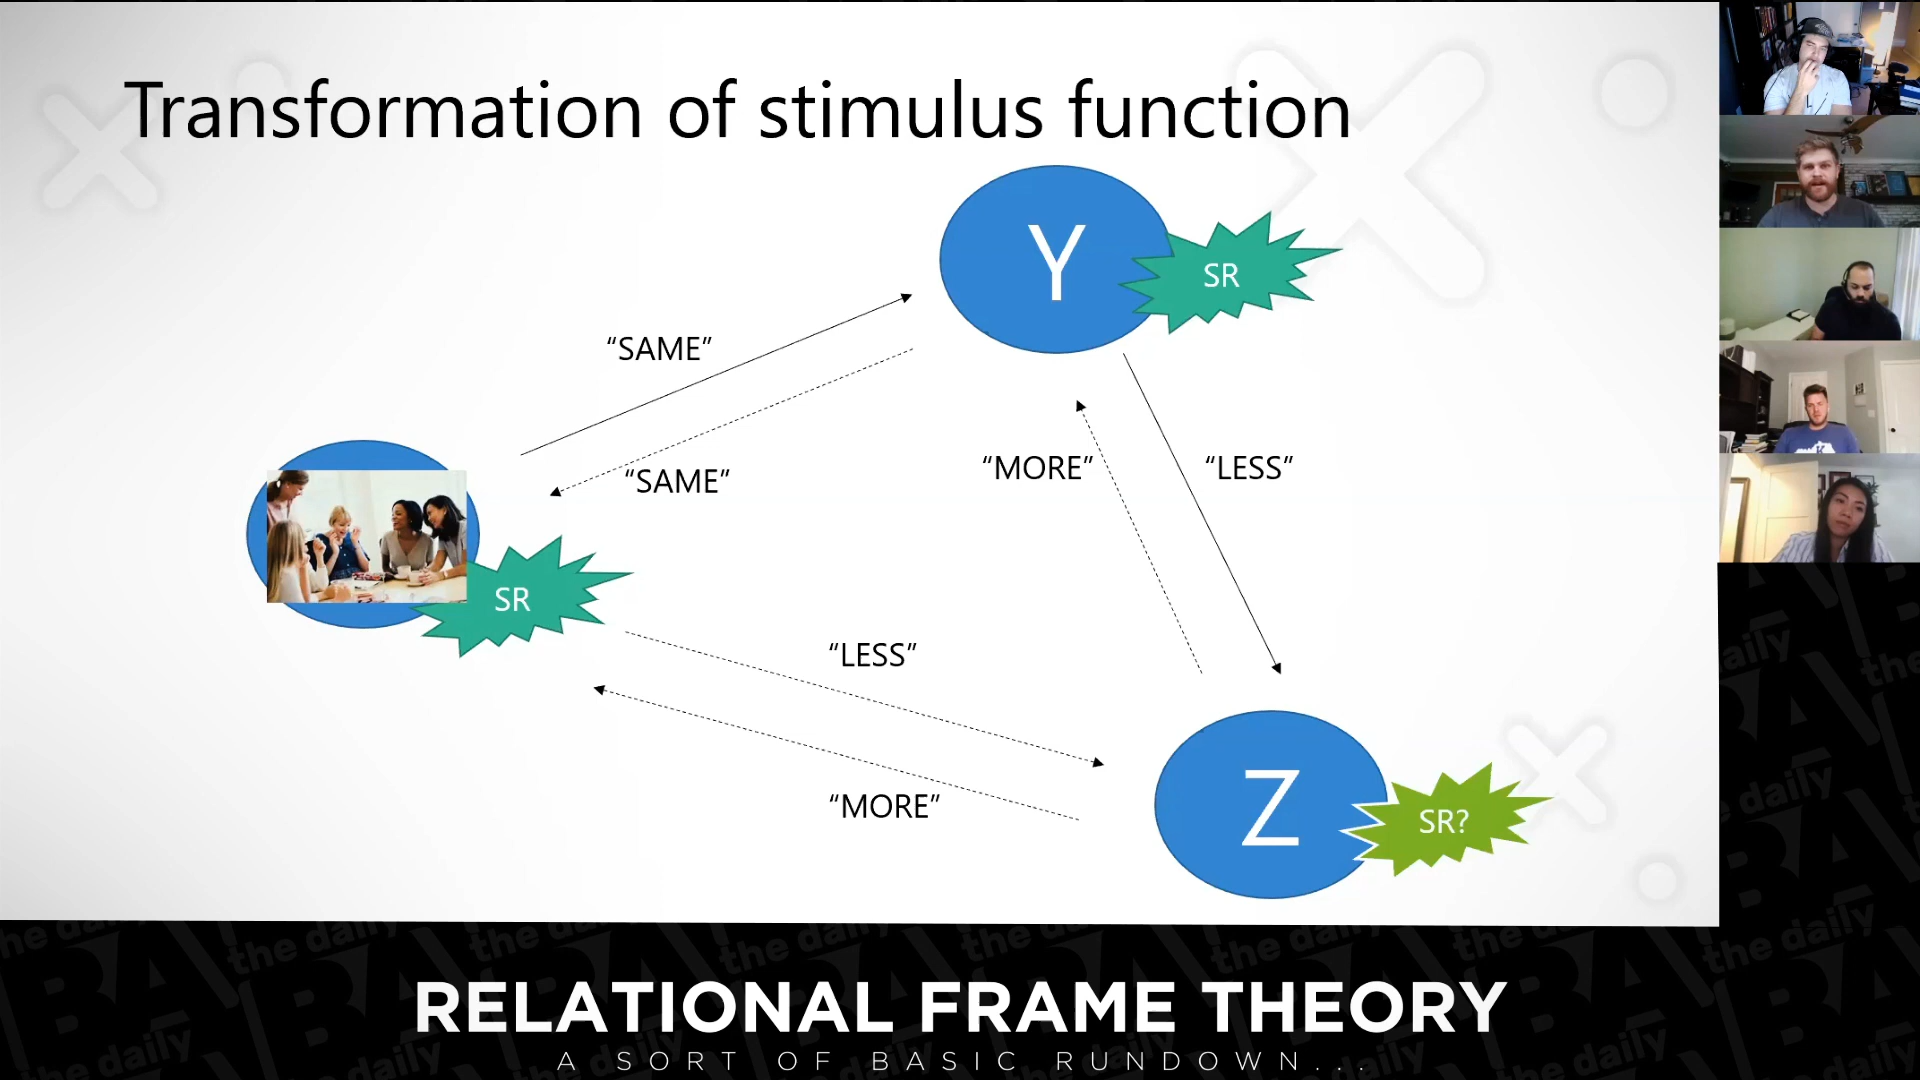 Transformation of stimulus function
Y
SR
“SAME”
“SAME”
“MORE”
“LESS”
SR
“LESS”
“MORE”
Z
SR?
the daily
BA
RELATIONAL FRAME THEORY
A SORT OF BASIC RUNDOWN...